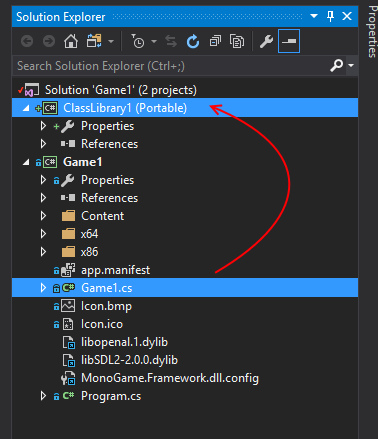 Solution Explorer
Search Solution Explorer (Ctrl+;)
Solution 'Game1' (2 projects)
C# ClassLibrary1 (Portable)
Properties
References
C# Game1
Properties
References
Content
x64
x86
app.manifest
C# Game1.cs
Icon.bmp
Icon.ico
libopenal.1.dylib
libSDL2-2.0.0.dylib
MonoGame.Framework.dll.config
C# Program.cs
Properties